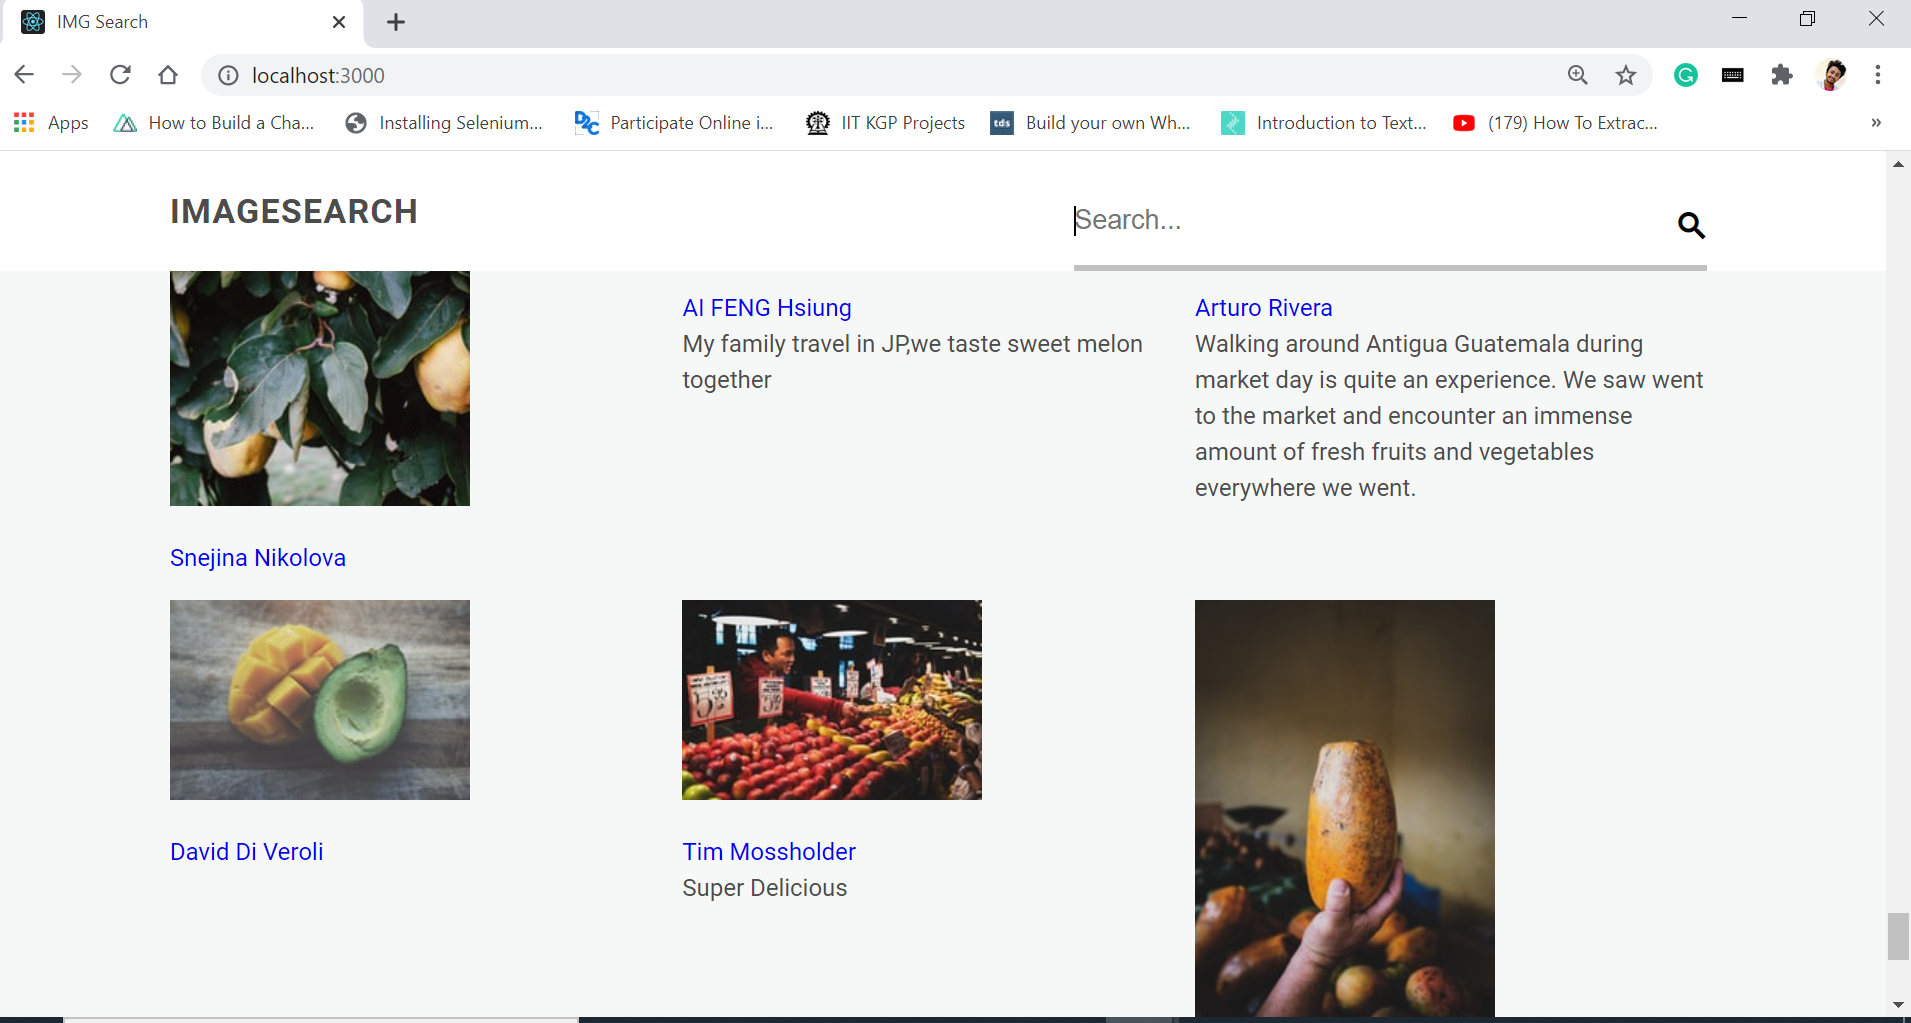 IMG Search
localhost:3000
Apps
How to Build a Cha...
Installing Selenium...
Participate Online i...
IIT KGP Projects
tds
Build your own Wh...
Introduction to Text...
(179) How To Extrac...
»
IMAGESEARCH
Search...
AI FENG Hsiung
My family travel in JP,we taste sweet melon
together
Arturo Rivera
Walking around Antigua Guatemala during
market day is quite an experience. We saw went
to the market and encounter an immense
amount of fresh fruits and vegetables
everywhere we went.
Snejina Nikolova
David Di Veroli
Tim Mossholder
Super Delicious